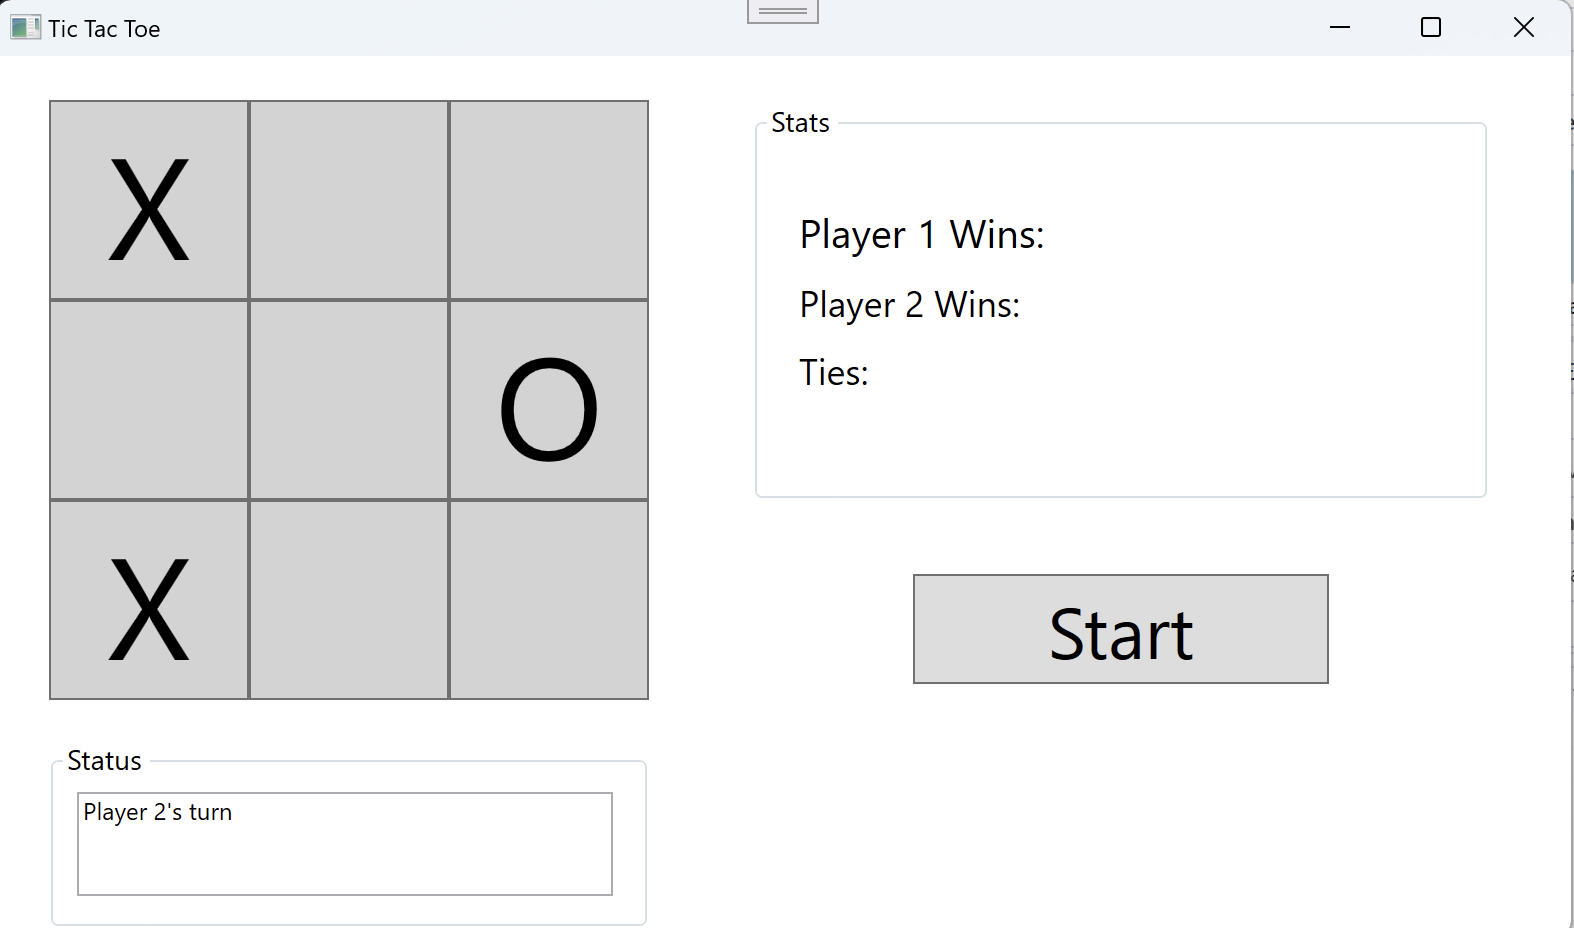 Tic Tac Toe
X
O
X
Stats
Player 1 Wins:
Player 2 Wins:
Ties:
Start
Status
Player 2's turn